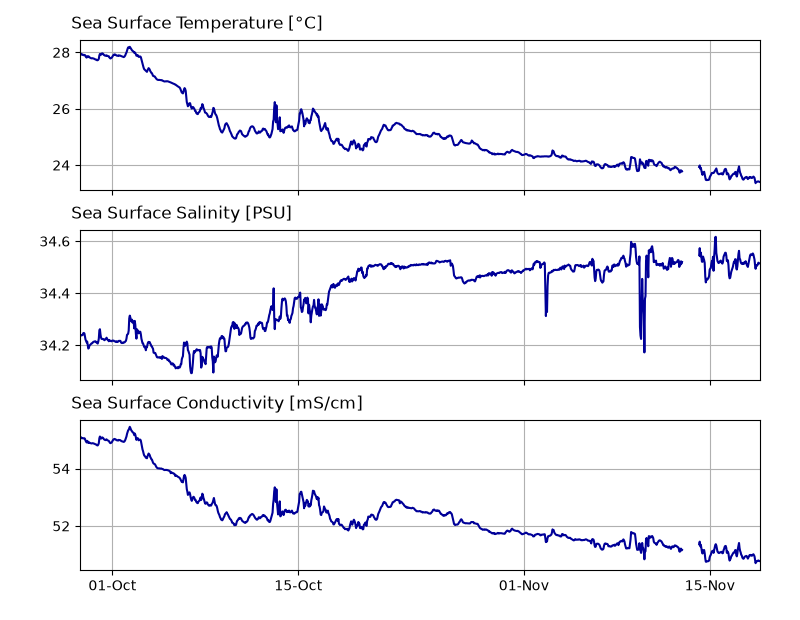 Sea Surface Temperature [°C]
28
26
24
Sea Surface Salinity [PSU]
34.6
34.4
34.2
Sea Surface Conductivity [mS/cm]
54
52
01-Oct 15-Oct 01-Nov 15-Nov